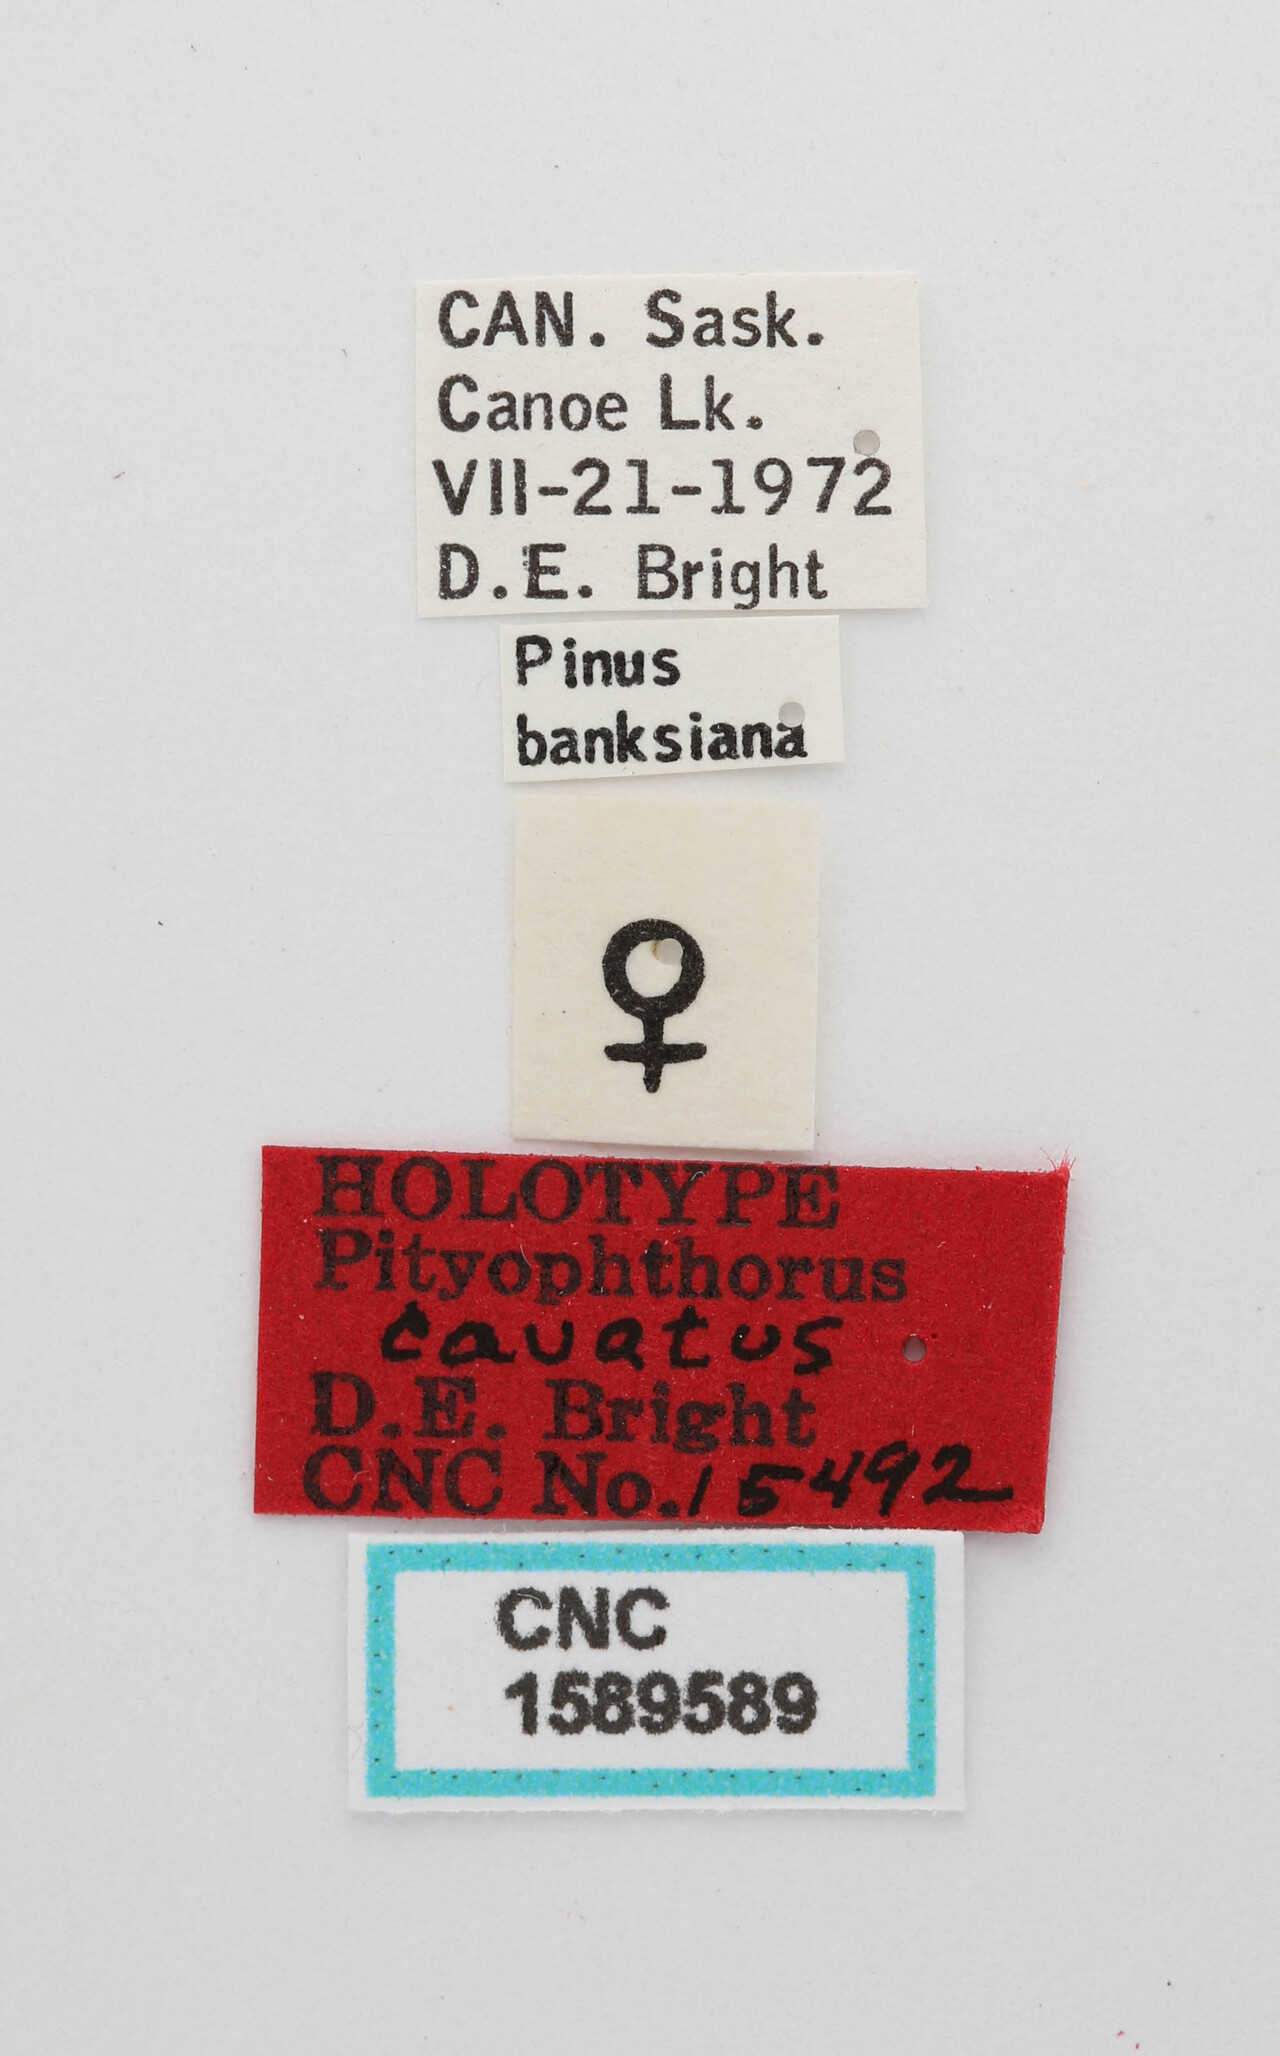 CAN. Sask.
Canoe Lk.
VII-21-1972
D.E. Bright
Pinus
banksiana
♀
HOLOTYPE
Pityophthorus
cavatus
D.E. Bright
CNC No. 15492
CNC
1589589